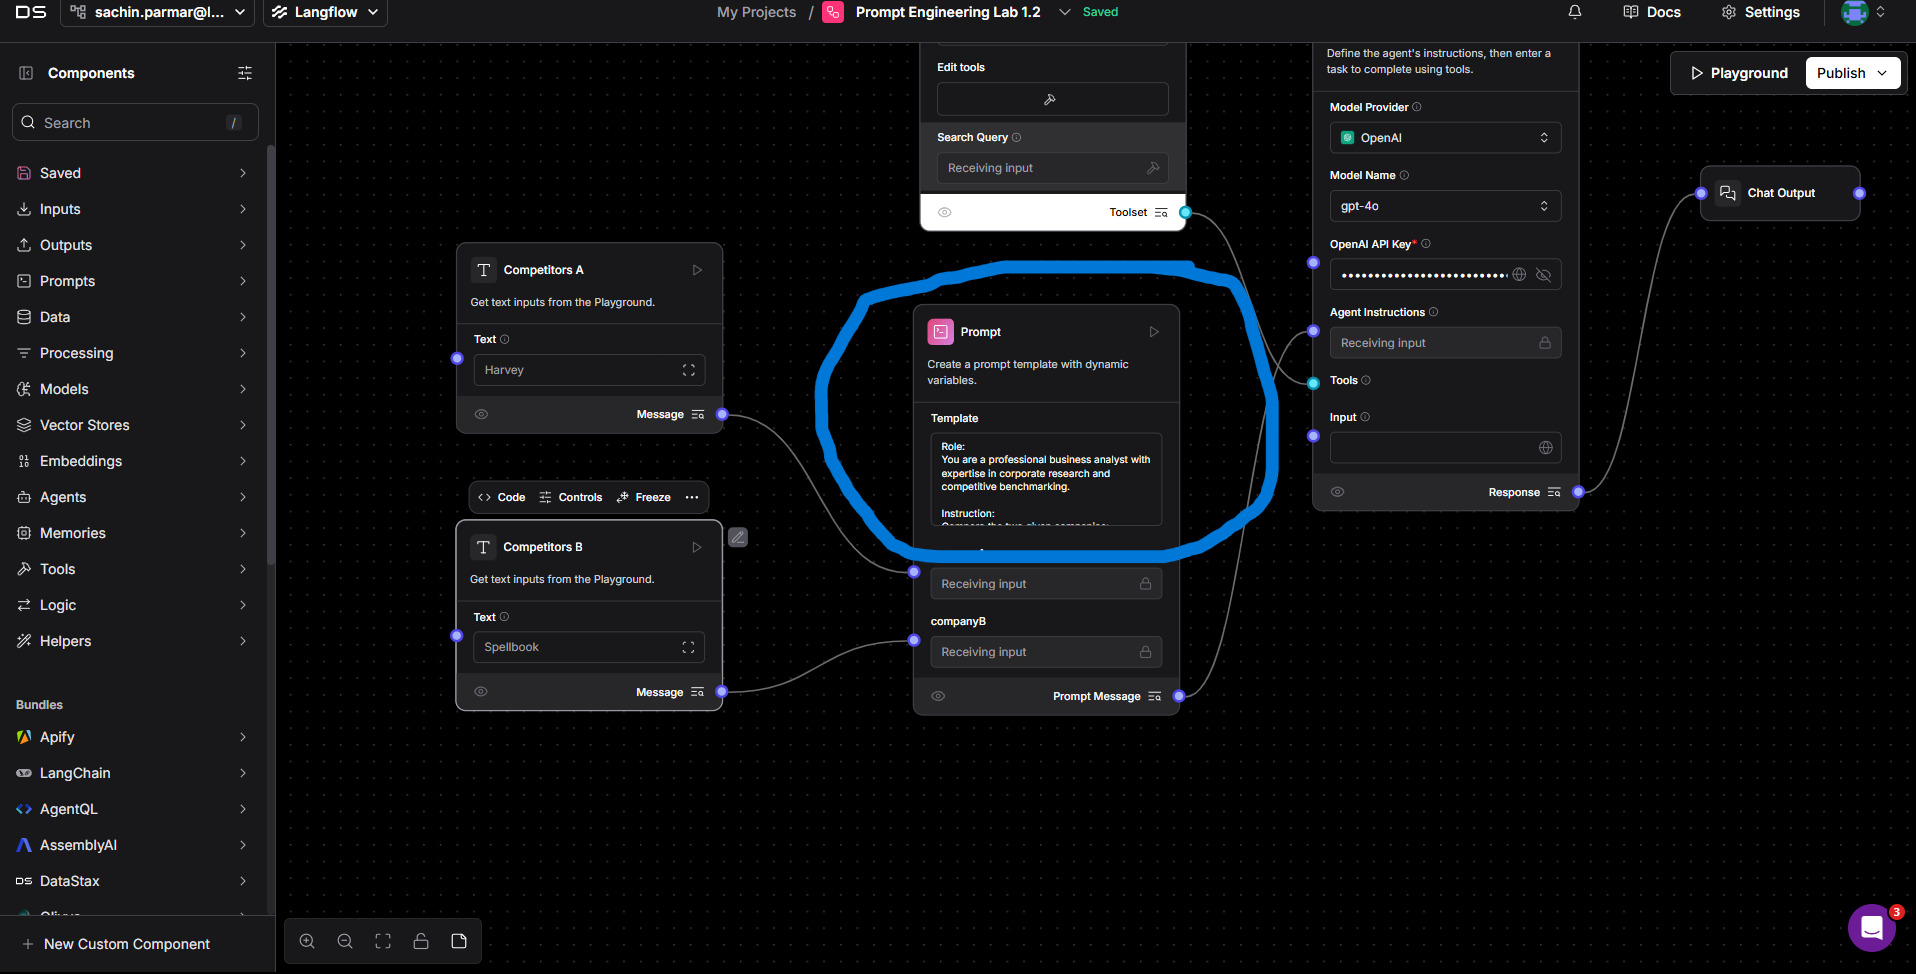 DS
sachin.parmar@l...
Langflow
My Projects / Prompt Engineering Lab 1.2
Saved
Docs
Settings
Components
Search
/
Saved
Inputs
Outputs
Prompts
Data
Processing
Models
Vector Stores
Embeddings
Agents
Memories
Tools
Logic
Helpers
Bundles
Apify
LangChain
AgentQL
AssemblyAI
DS DataStax
New Custom Component
Edit tools
Search Query
Receiving input
Toolset
Competitors A
Get text inputs from the Playground.
Text
Harvey
Message
Code
Controls
Freeze
Competitors B
Get text inputs from the Playground.
Text
Spellbook
Message
Prompt
Create a prompt template with dynamic
variables.
Template
Role:
You are a professional business analyst with
expertise in corporate research and
competitive benchmarking.
Instruction:
Compare the two given companies:
Receiving input
companyB
Receiving input
Prompt Message
Define the agent's instructions, then enter a
task to complete using tools.
Model Provider
OpenAI
Model Name
gpt-4o
OpenAI API Key*
Agent Instructions
Receiving input
Tools
Input
Response
Playground
Publish
Chat Output
3